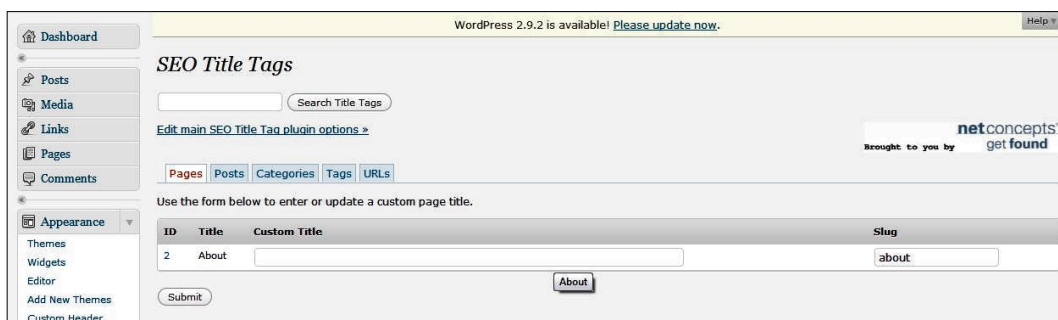 WordPress 2.9.2 is available! Please update now.
Help
Dashboard
Posts
Media
Links
Pages
Comments
Appearance
Themes
Widgets
Editor
Add New Themes
Custom Header
SEO Title Tags
Search Title Tags
Edit main SEO Title Tag plugin options »
Brought to you by
netconcepts
get found
Pages Posts Categories Tags URLs
Use the form below to enter or update a custom page title.
ID Title Custom Title Slug
2 About about
About
Submit